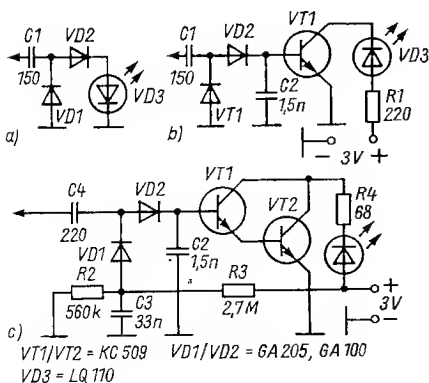 C1
VD2
150
VD1
VD3
a)
C1
VD2
VT1
150
VT1
C2
1,5n
VD3
R1
220
b)
–
3V
+
C4
VD2
VT1
VT2
R4
68
220
VD1
C2
1,5n
R2
560k
C3
33n
R3
2,7M
+
3V
–
c)
VT1/VT2 = KC 509
VD1/VD2 = GA 205, GA 100
VD3 = LQ 110